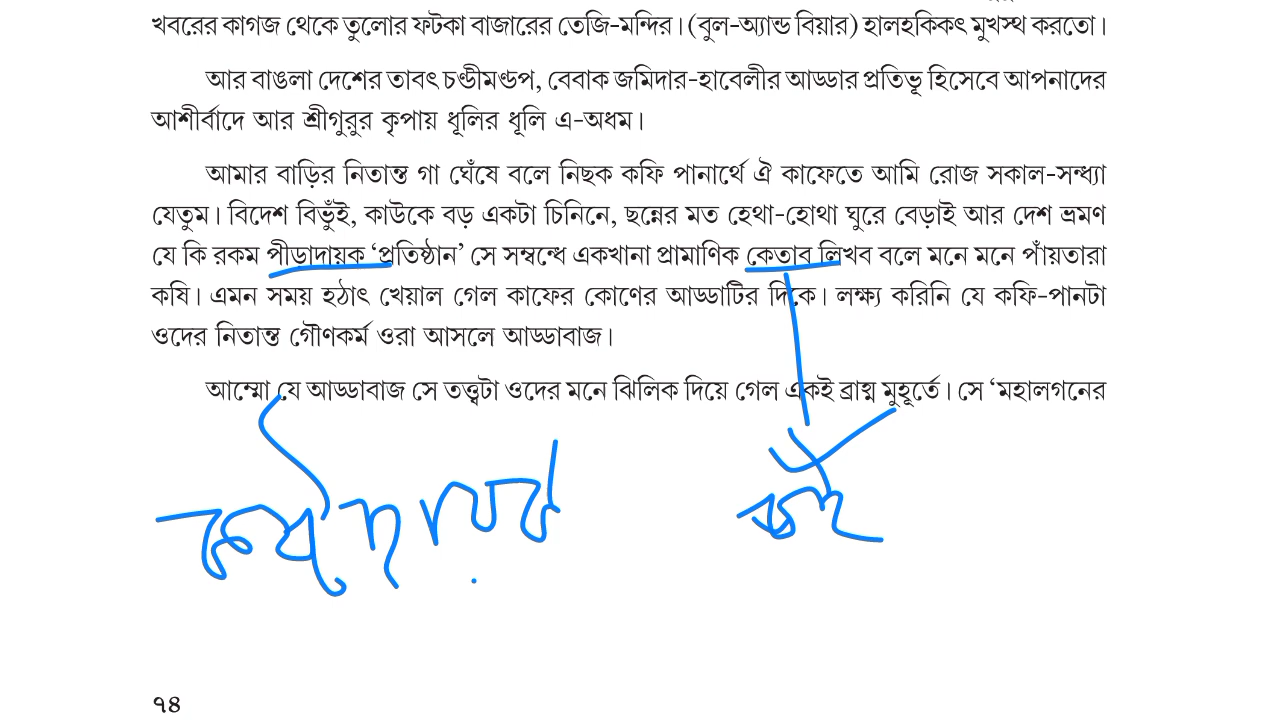 খবরের কাগজ থেকে তুলোর ফটকা বাজারের তেজি-মন্দির। (বুল-অ্যান্ড বিয়ার) হালহকিকৎ মুখস্থ করতো।
আর বাঙলা দেশের তাবৎ চণ্ডীমণ্ডপ, বেবাক জমিদার-হাবেলীর আড্ডার প্রতিভূ হিসেবে আপনাদের
আশীর্বাদে আর শ্রীগুরুর কৃপায় ধূলির ধূলি এ-অধম।
আমার বাড়ির নিতান্ত গা ঘেঁষে বলে নিছক কফি পানার্থে ঐ কাফেতে আমি রোজ সকাল-সন্ধ্যা
যেতুম। বিদেশ বিভুঁই, কাউকে বড় একটা চিনিনে, ছন্নের মত হেথা-হোথা ঘুরে বেড়াই আর দেশ ভ্রমণ
যে কি রকম পীড়াদায়ক ‘প্রতিষ্ঠান’ সে সম্বন্ধে একখানা প্রামাণিক কেতাব লিখব বলে মনে মনে পাঁয়তারা
কষি। এমন সময় হঠাৎ খেয়াল গেল কাফের কোণের আড্ডাটির দিকে। লক্ষ্য করিনি যে কফি-পানটা
ওদের নিতান্ত গৌণকর্ম ওরা আসলে আড্ডাবাজ।
আম্মো যে আড্ডাবাজ সে তত্ত্বটা ওদের মনে ঝিলিক দিয়ে গেল একই ব্রাহ্ম মুহূর্তে। সে ‘মহালগনের
বই
৭৪